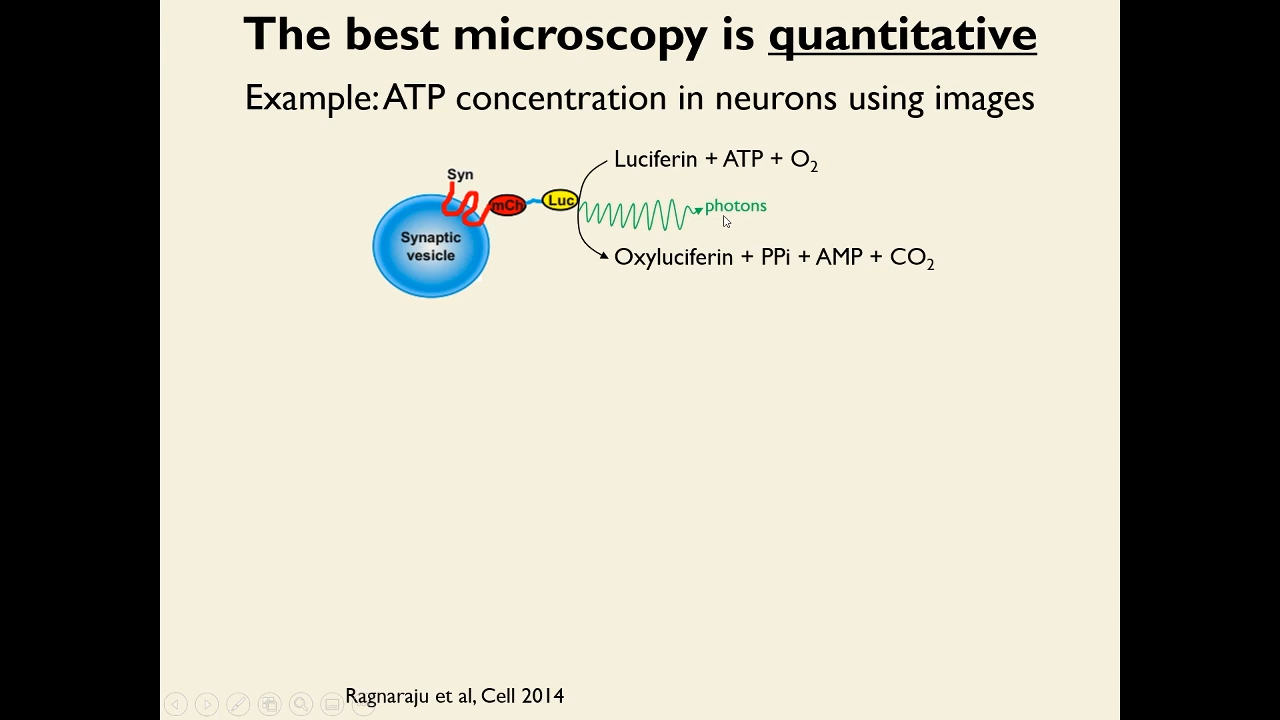 The best microscopy is quantitative
Example: ATP concentration in neurons using images
Luciferin + ATP + O₂
Syn
mCh
Luc
photons
Synaptic
vesicle
Oxyluciferin + PPi + AMP + CO₂
Ragnaraju et al, Cell 2014